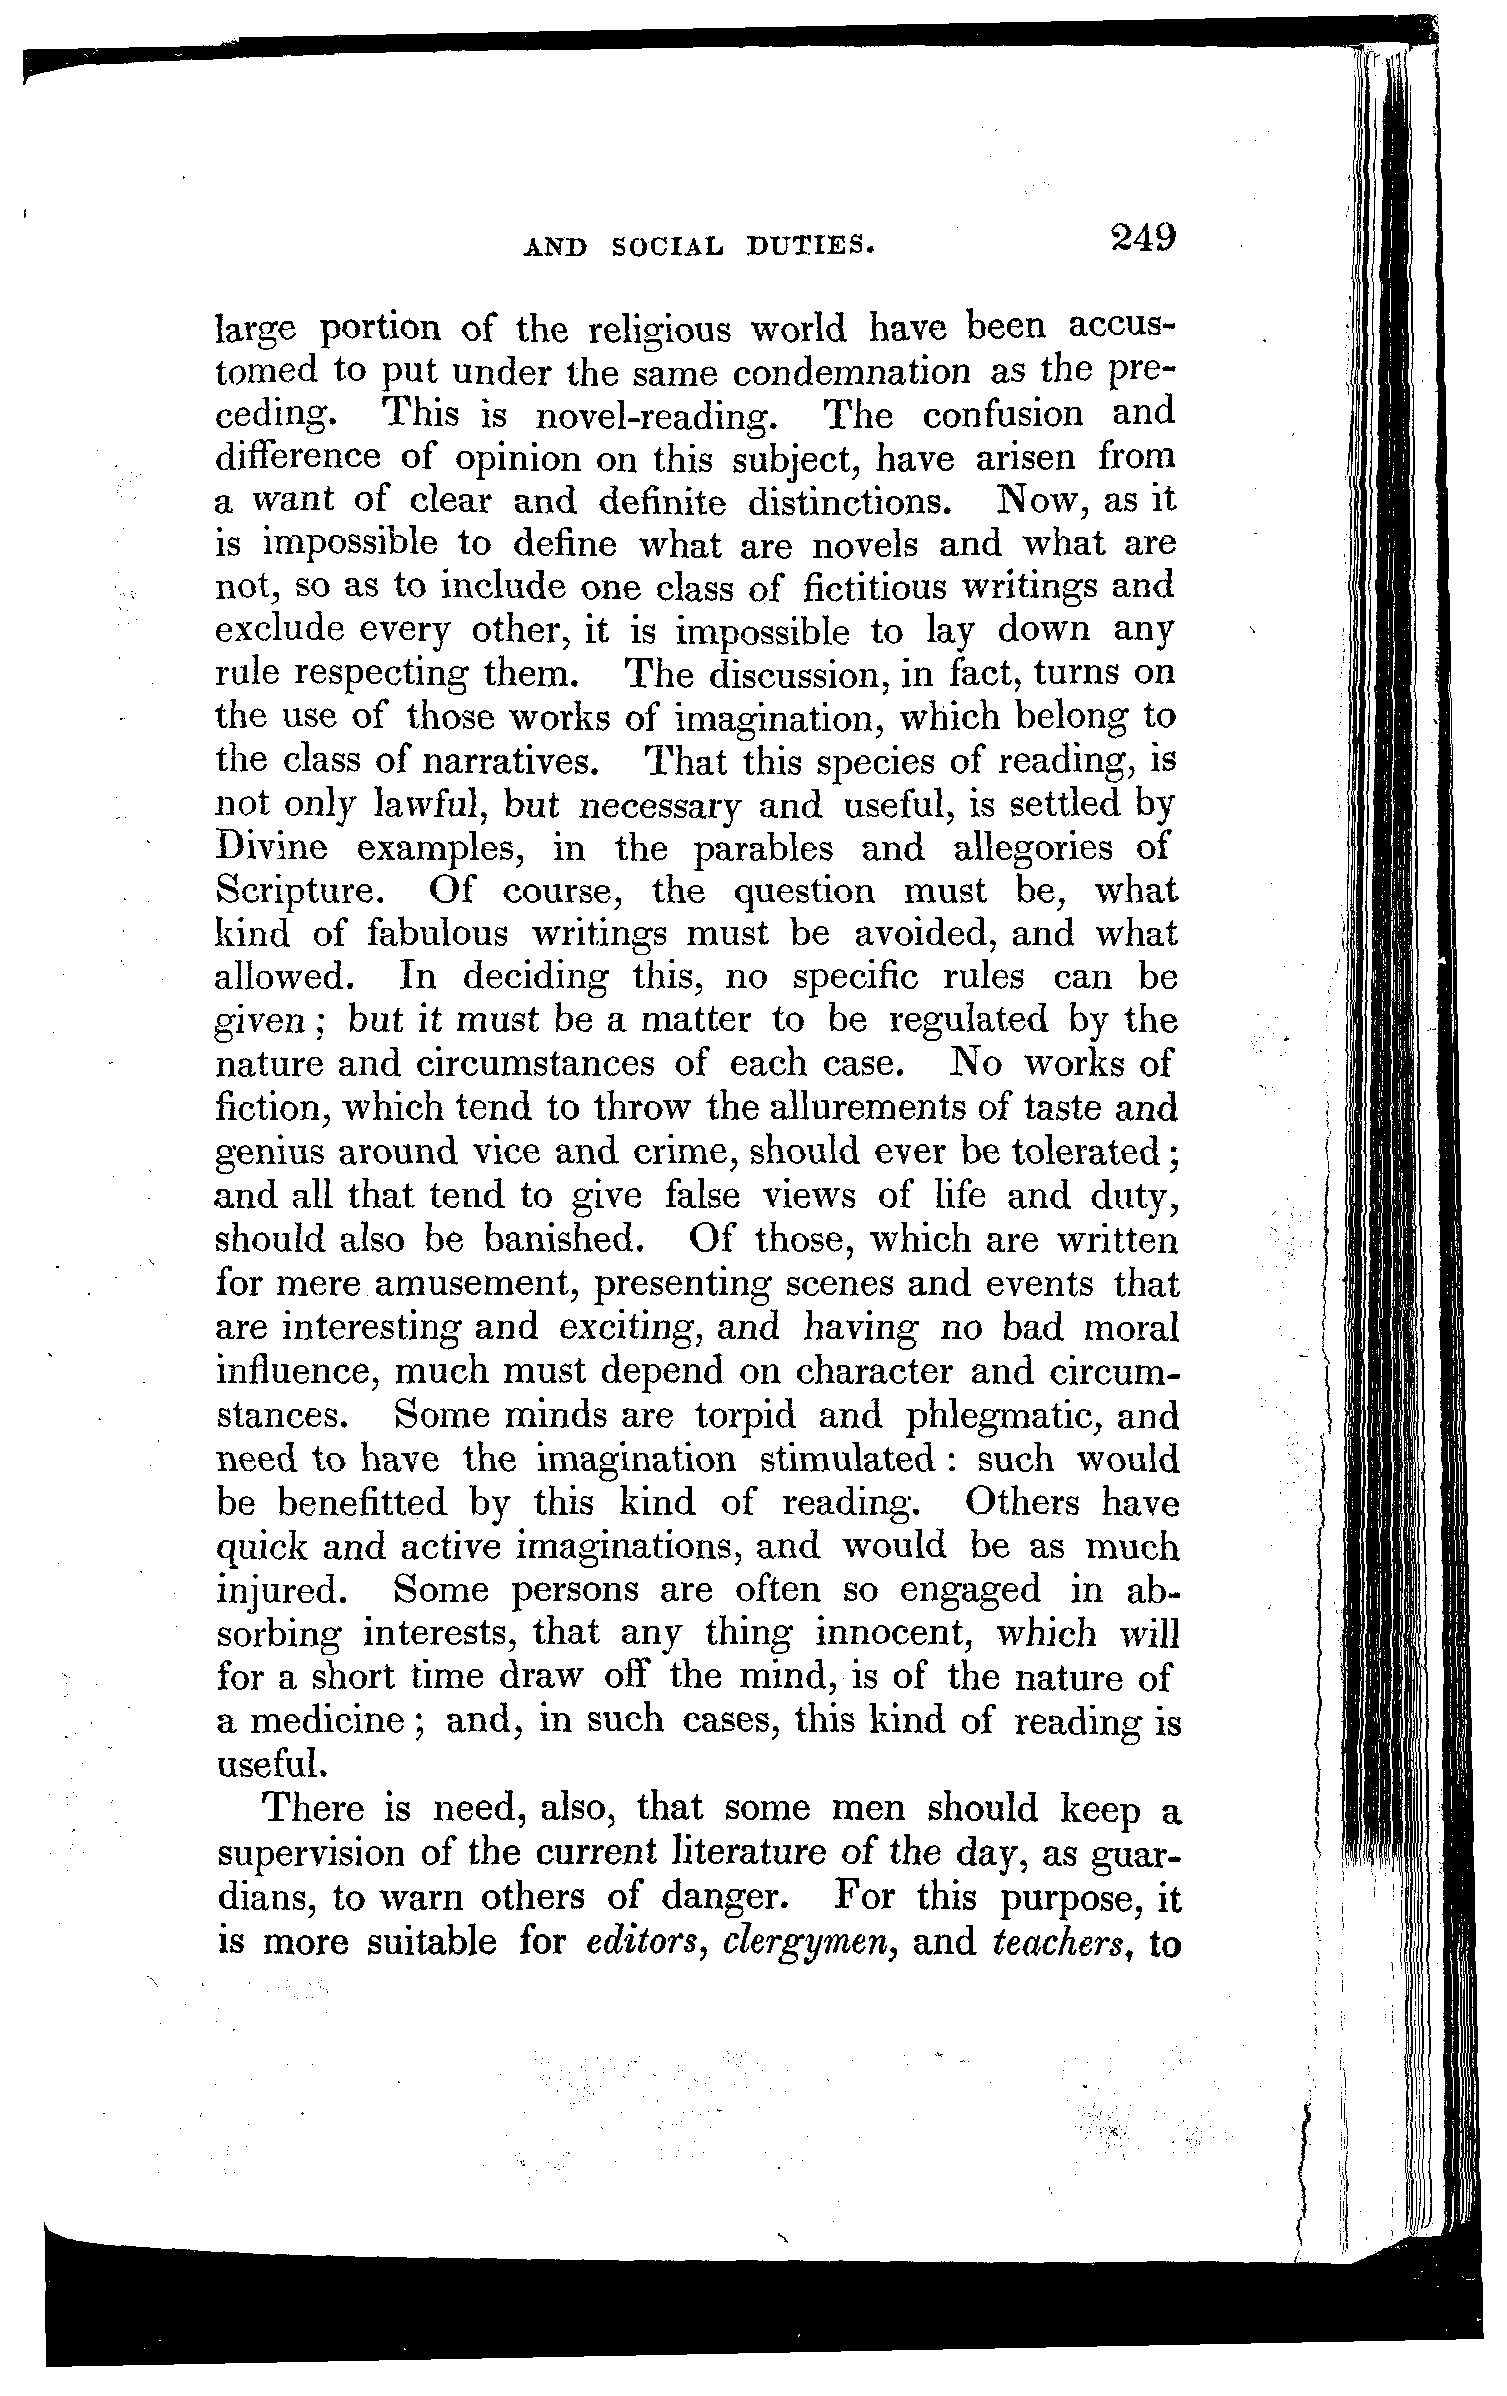 AND SOCIAL DUTIES. 249
large portion of the religious world have been accus-
tomed to put under the same condemnation as the pre-
ceding. This is novel-reading. The confusion and
difference of opinion on this subject, have arisen from
a want of clear and definite distinctions. Now, as it
is impossible to define what are novels and what are
not, so as to include one class of fictitious writings and
exclude every other, it is impossible to lay down any
rule respecting them. The discussion, in fact, turns on
the use of those works of imagination, which belong to
the class of narratives. That this species of reading, is
not only lawful, but necessary and useful, is settled by
Divine examples, in the parables and allegories of
Scripture. Of course, the question must be, what
kind of fabulous writings must be avoided, and what
allowed. In deciding this, no specific rules can be
given; but it must be a matter to be regulated by the
nature and circumstances of each case. No works of
fiction, which tend to throw the allurements of taste and
genius around vice and crime, should ever be tolerated;
and all that tend to give false views of life and duty,
should also be banished. Of those, which are written
for mere amusement, presenting scenes and events that
are interesting and exciting, and having no bad moral
influence, much must depend on character and circum-
stances. Some minds are torpid and phlegmatic, and
need to have the imagination stimulated: such would
be benefitted by this kind of reading. Others have
quick and active imaginations, and would be as much
injured. Some persons are often so engaged in ab-
sorbing interests, that any thing innocent, which will
for a short time draw off the mind, is of the nature of
a medicine; and, in such cases, this kind of reading is
useful.
There is need, also, that some men should keep a
supervision of the current literature of the day, as guar-
dians, to warn others of danger. For this purpose, it
is more suitable for editors, clergymen, and teachers, to